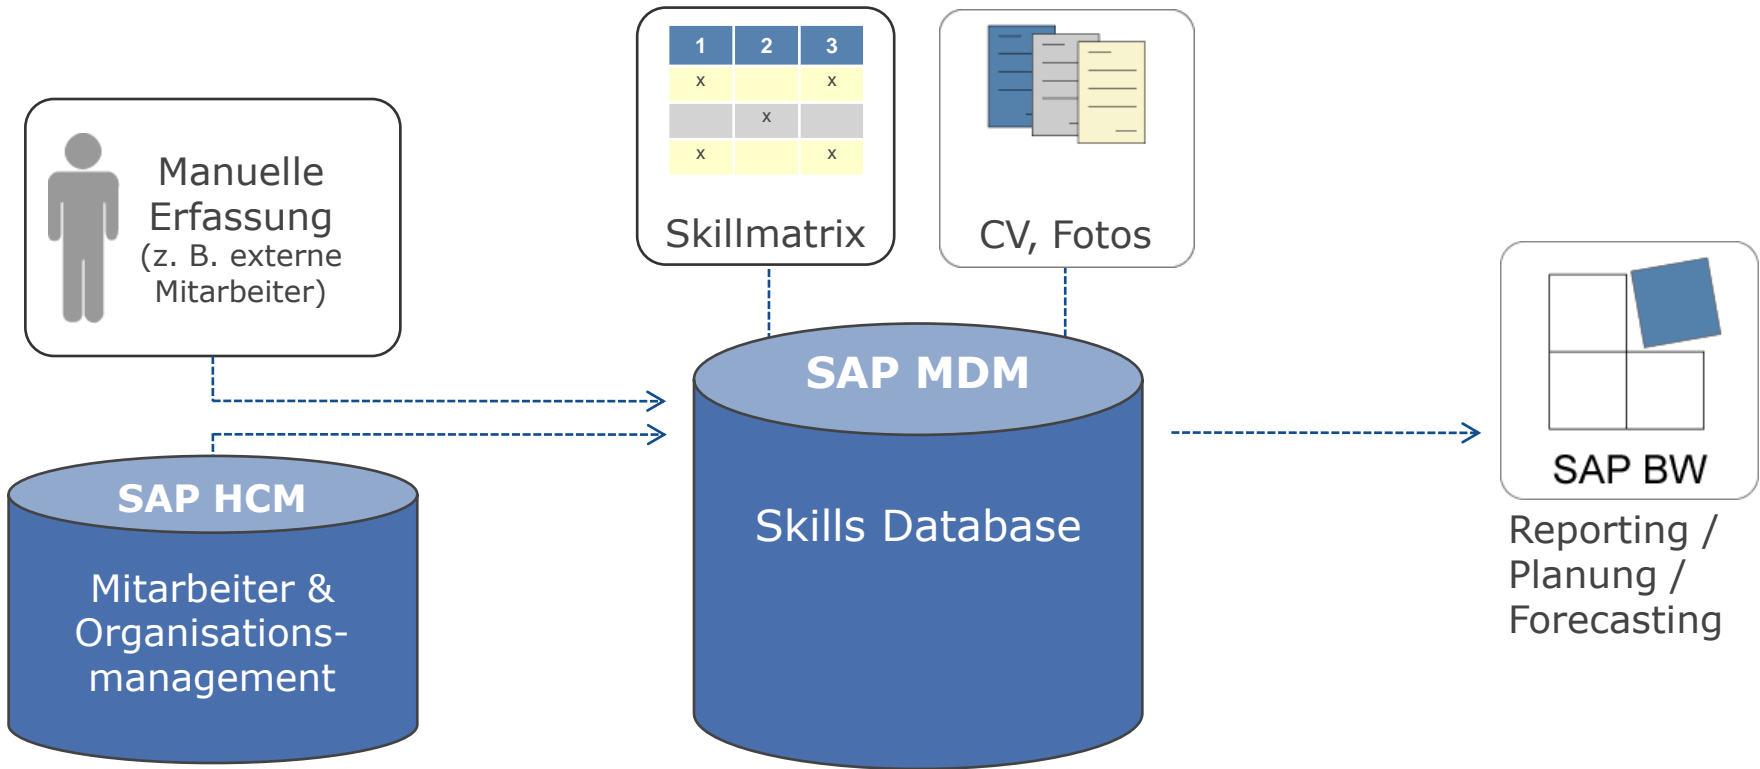 Manuelle
Erfassung
(z. B. externe
Mitarbeiter)
1 2 3
x x
x
x x
Skillmatrix
CV, Fotos
SAP HCM
Mitarbeiter &
Organisations-
management
SAP MDM
Skills Database
SAP BW
Reporting /
Planung /
Forecasting